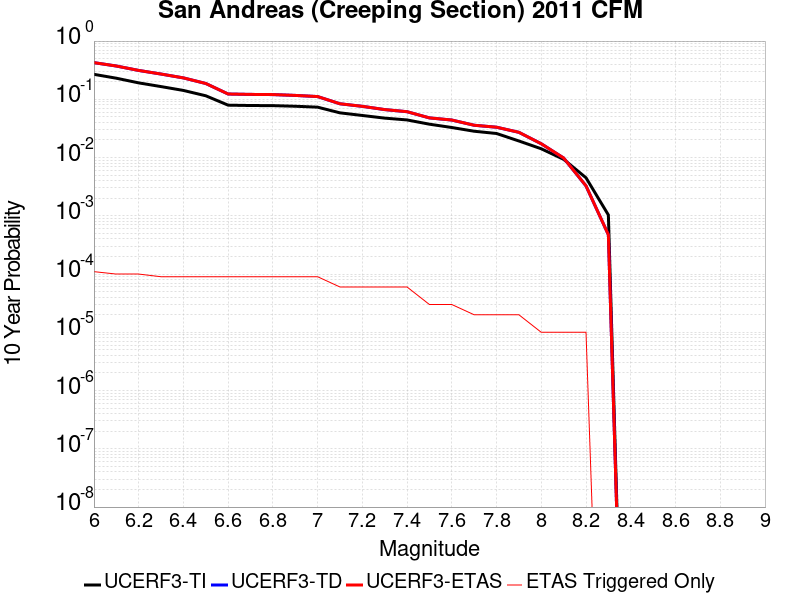 San Andreas (Creeping Section) 2011 CFM
10 Year Probability
10^0
10^-1
10^-2
10^-3
10^-4
10^-5
10^-6
10^-7
10^-8
6 6.2 6.4 6.6 6.8 7 7.2 7.4 7.6 7.8 8 8.2 8.4 8.6 8.8 9
Magnitude
UCERF3-TI UCERF3-TD UCERF3-ETAS ETAS Triggered Only